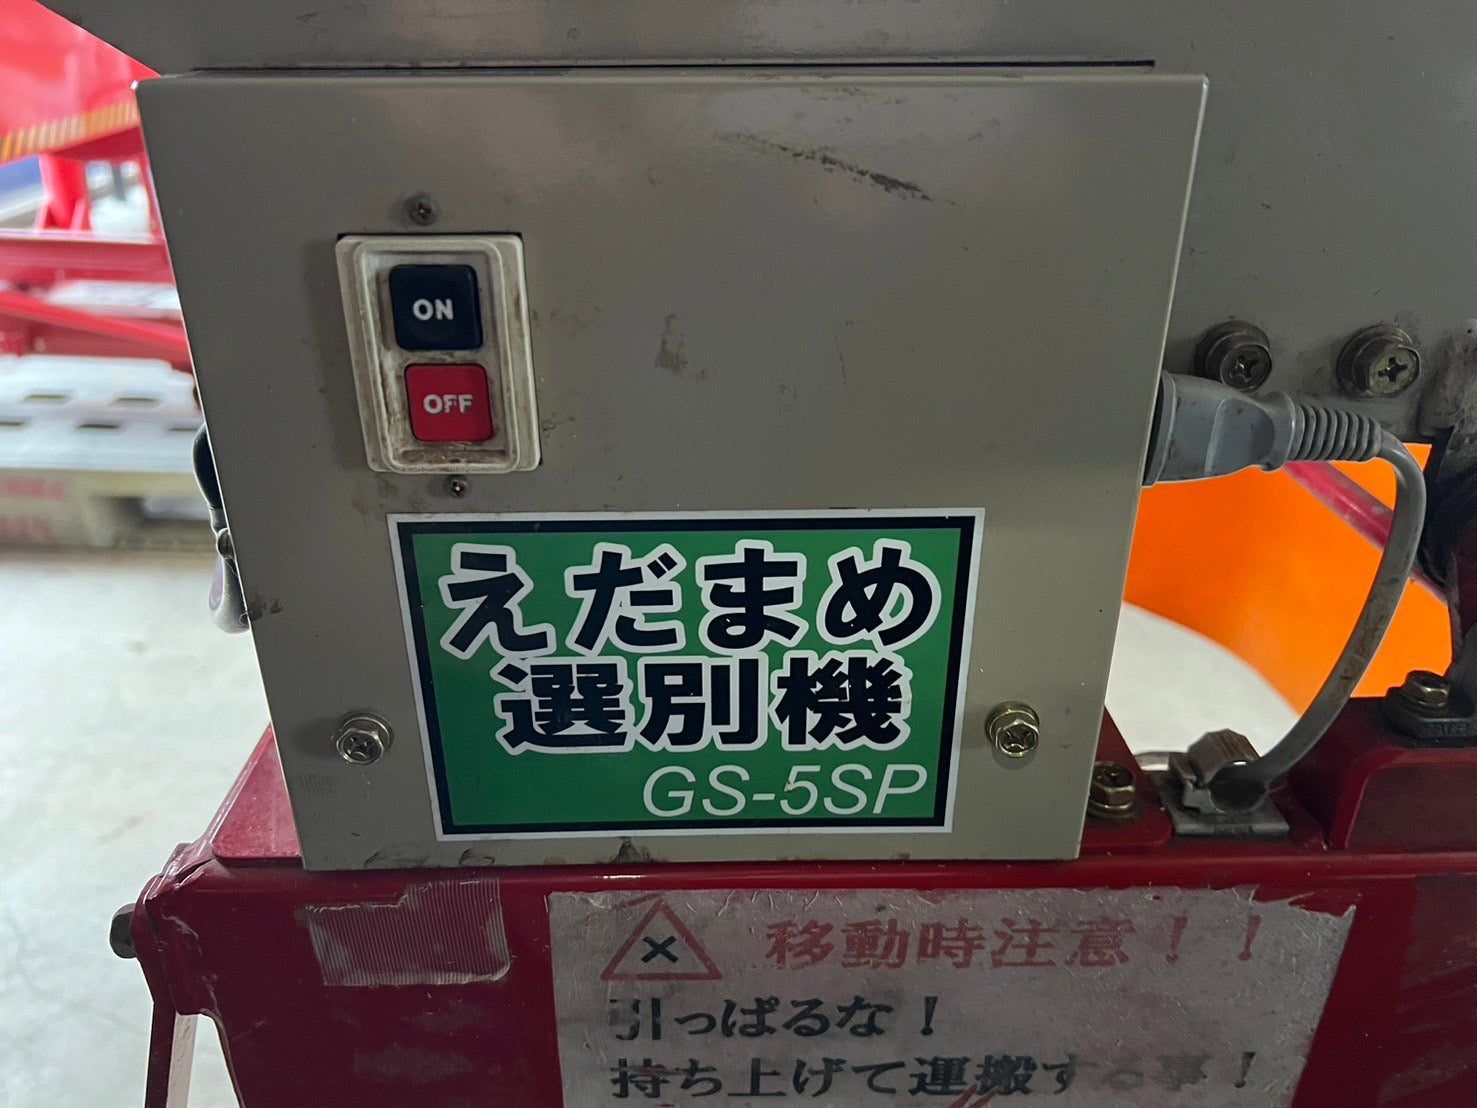 ON
OFF
えだまめ
選別機
GS-5SP
移動時注意！！
引っぱるな！
持ち上げて運搬する事！